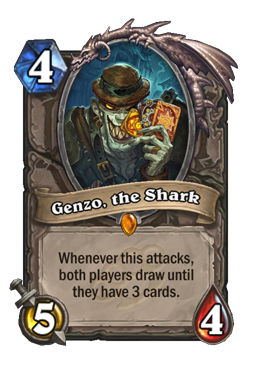 4
Genzo, the Shark
Whenever this attacks,
both players draw until
they have 3 cards.
5
4